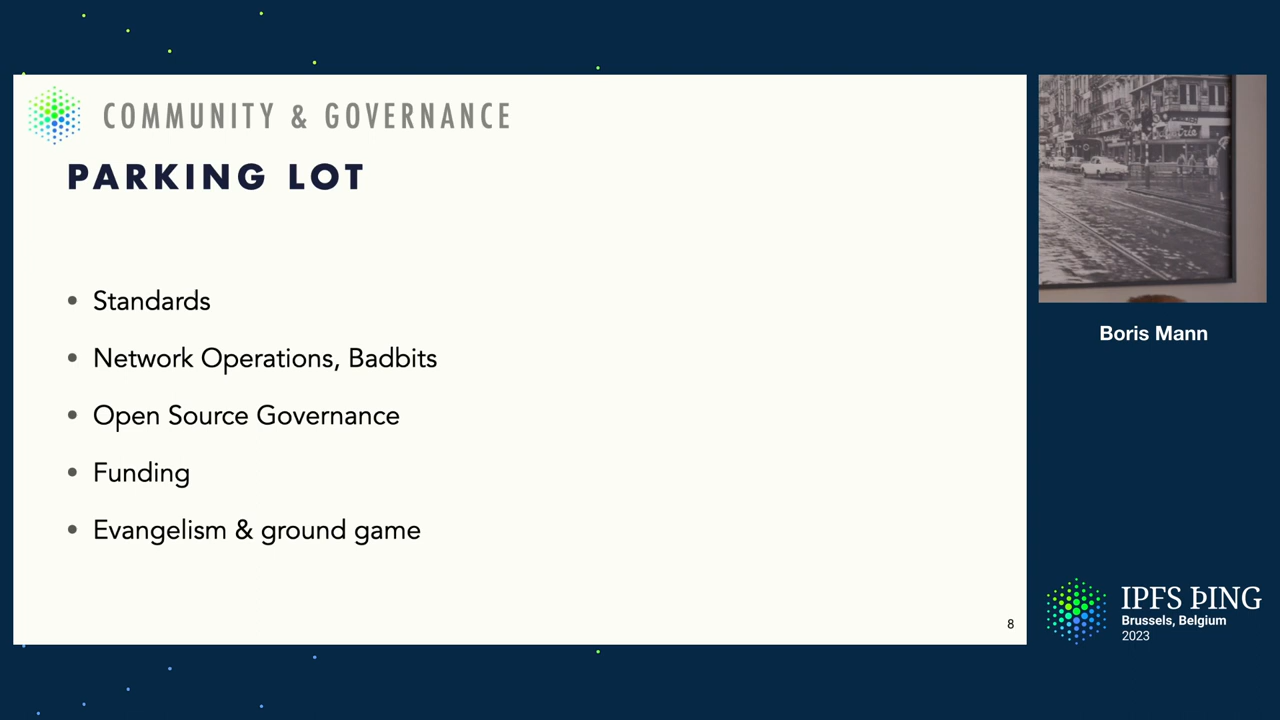 COMMUNITY & GOVERNANCE
PARKING LOT
• Standards
• Network Operations, Badbits
• Open Source Governance
• Funding
• Evangelism & ground game
8
Boris Mann
IPFS ÞING
Brussels, Belgium
2023